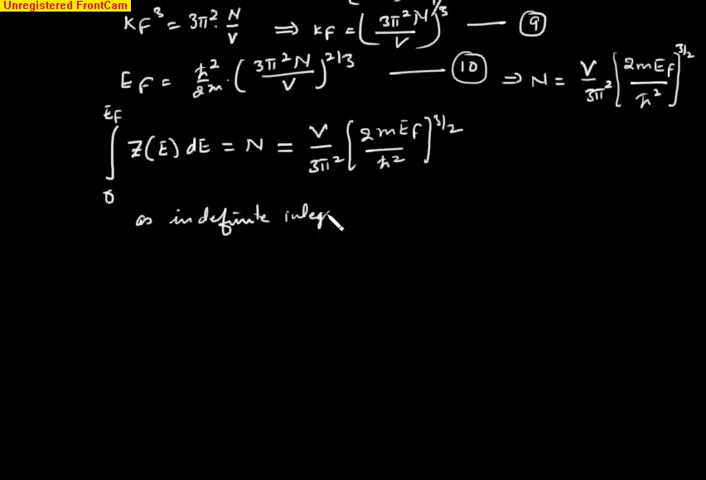 Unregistered FrontCam
KF³ = 3π² · N/V ⇒ KF = (3π²N/V)^1/3 —— ⑨
EF = ħ²/2m · (3π²N/V)^2/3 —— ⑩ ⇒ N = V/3π² [2mEF/ħ²]^3/2
∫₀^EF Z(E) dE = N = V/3π² [2mEF/ħ²]^3/2
as indefinite integ